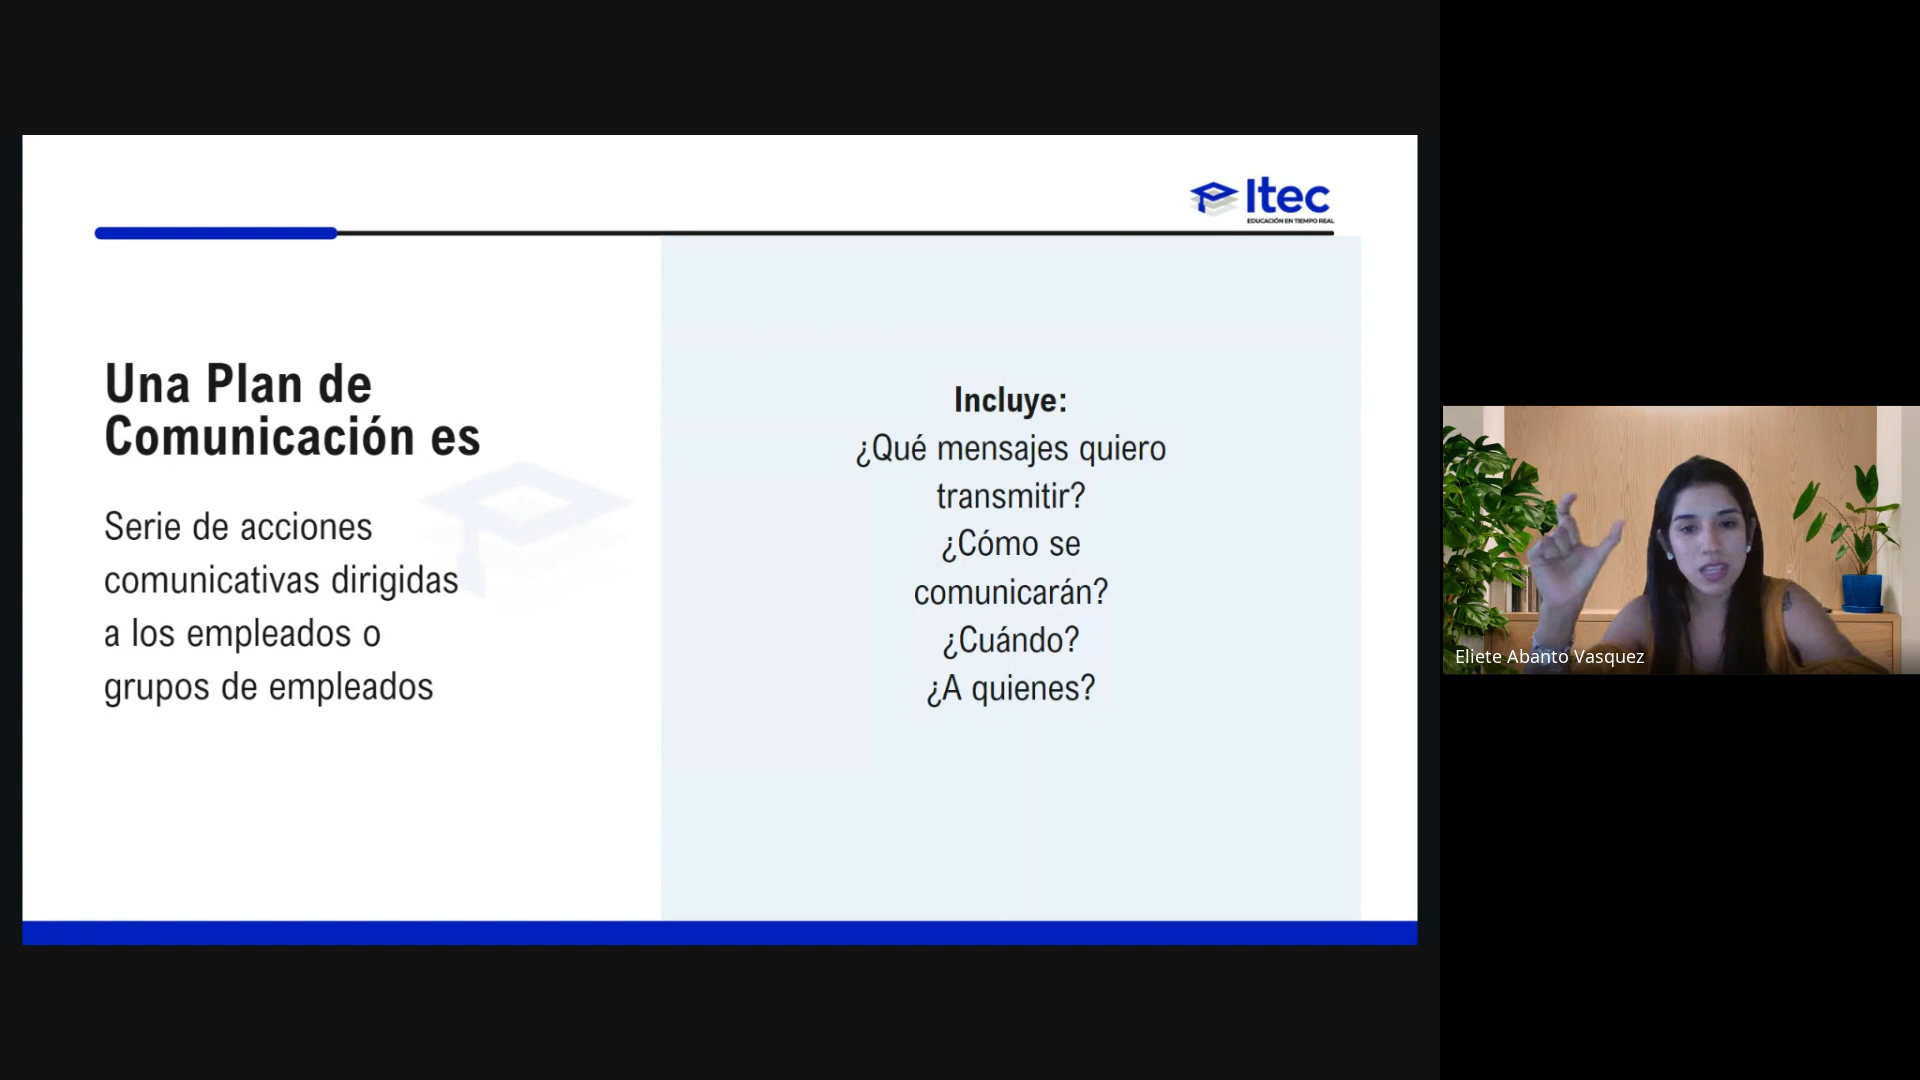 Itec
EDUCACIÓN EN TIEMPO REAL
Una Plan de
Comunicación es
Serie de acciones
comunicativas dirigidas
a los empleados o
grupos de empleados
Incluye:
¿Qué mensajes quiero
transmitir?
¿Cómo se
comunicarán?
¿Cuándo?
¿A quienes?
Eliete Abanto Vasquez